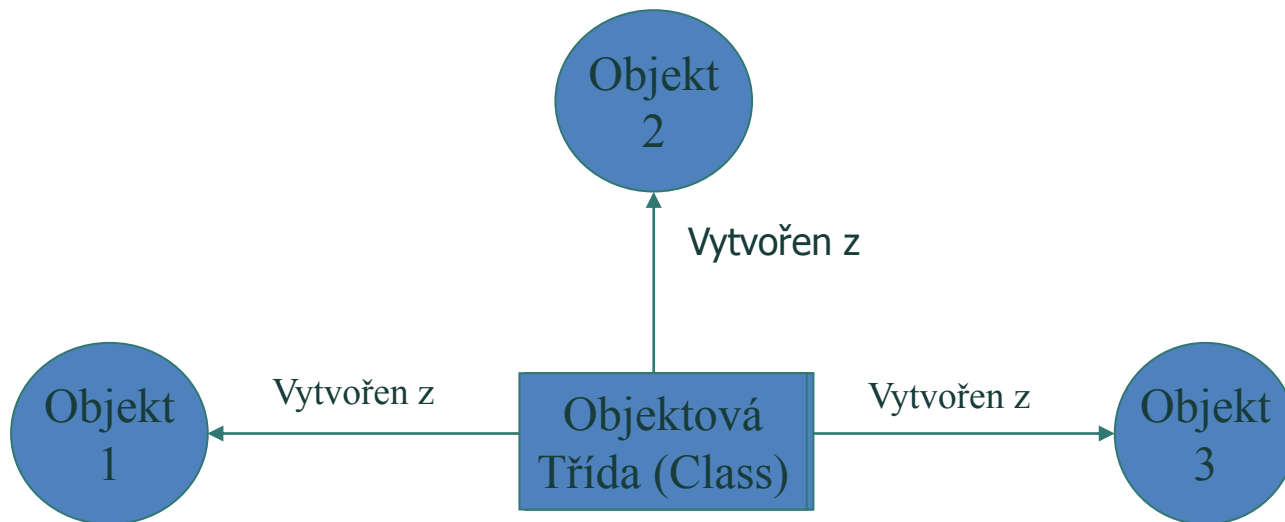 Objekt
2
Vytvořen z
Objekt
1
Vytvořen z
Objektová
Třída (Class)
Vytvořen z
Objekt
3